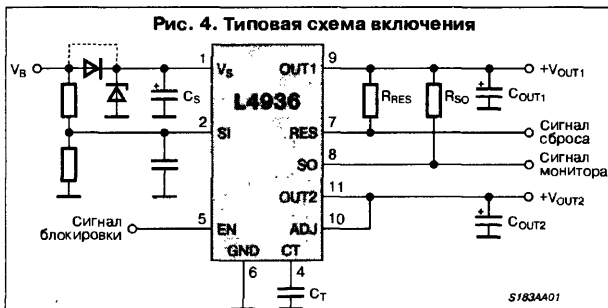 Рис. 4. Типовая схема включения
V_B
1
V_S
C_S
2
SI
L4936
OUT1
9
+V_OUT1
R_RES
R_SO
C_OUT1
RES
7
Сигнал
сброса
SO
8
Сигнал
монитора
OUT2
11
+V_OUT2
ADJ
10
C_OUT2
Сигнал
блокировки
5
EN
GND
CT
6
4
C_T
S183AA01